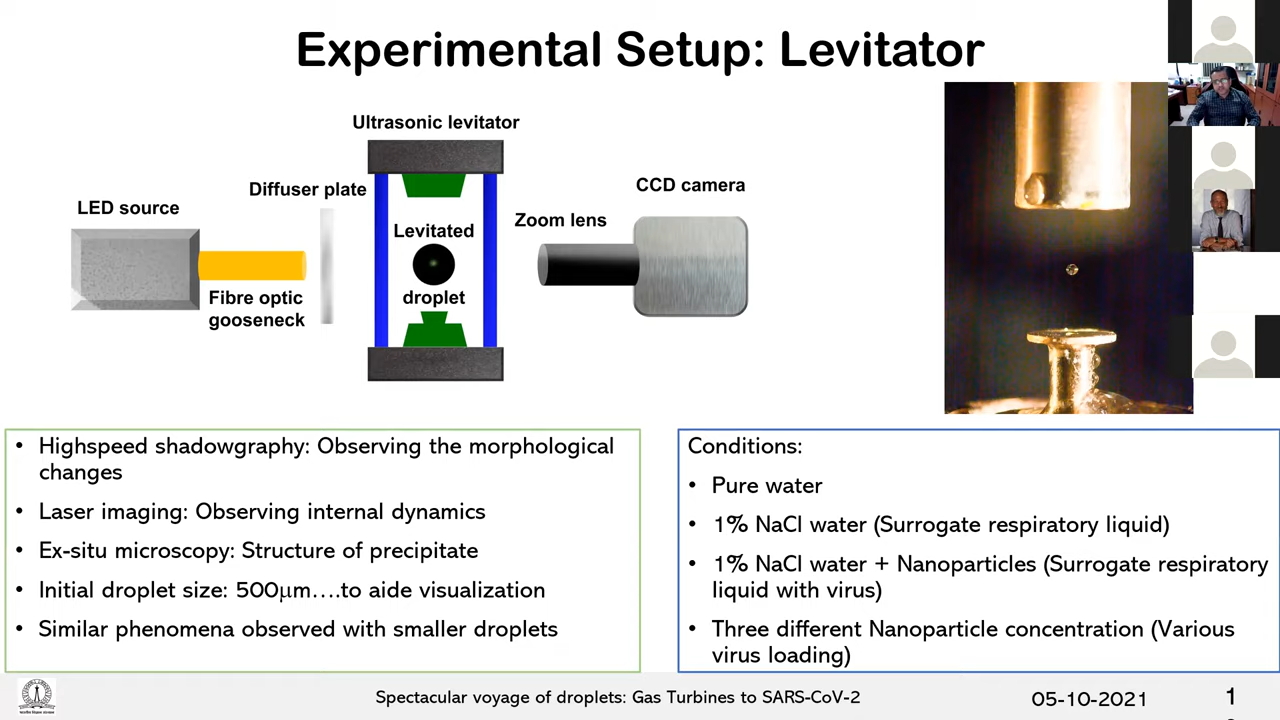 Experimental Setup: Levitator
Ultrasonic levitator
Diffuser plate
CCD camera
LED source
Zoom lens
Levitated
droplet
Fibre optic
gooseneck
• Highspeed shadowgraphy: Observing the morphological
changes
• Laser imaging: Observing internal dynamics
• Ex-situ microscopy: Structure of precipitate
• Initial droplet size: 500μm....to aide visualization
• Similar phenomena observed with smaller droplets
Conditions:
• Pure water
• 1% NaCl water (Surrogate respiratory liquid)
• 1% NaCl water + Nanoparticles (Surrogate respiratory
liquid with virus)
• Three different Nanoparticle concentration (Various
virus loading)
Spectacular voyage of droplets: Gas Turbines to SARS-CoV-2
05-10-2021
1